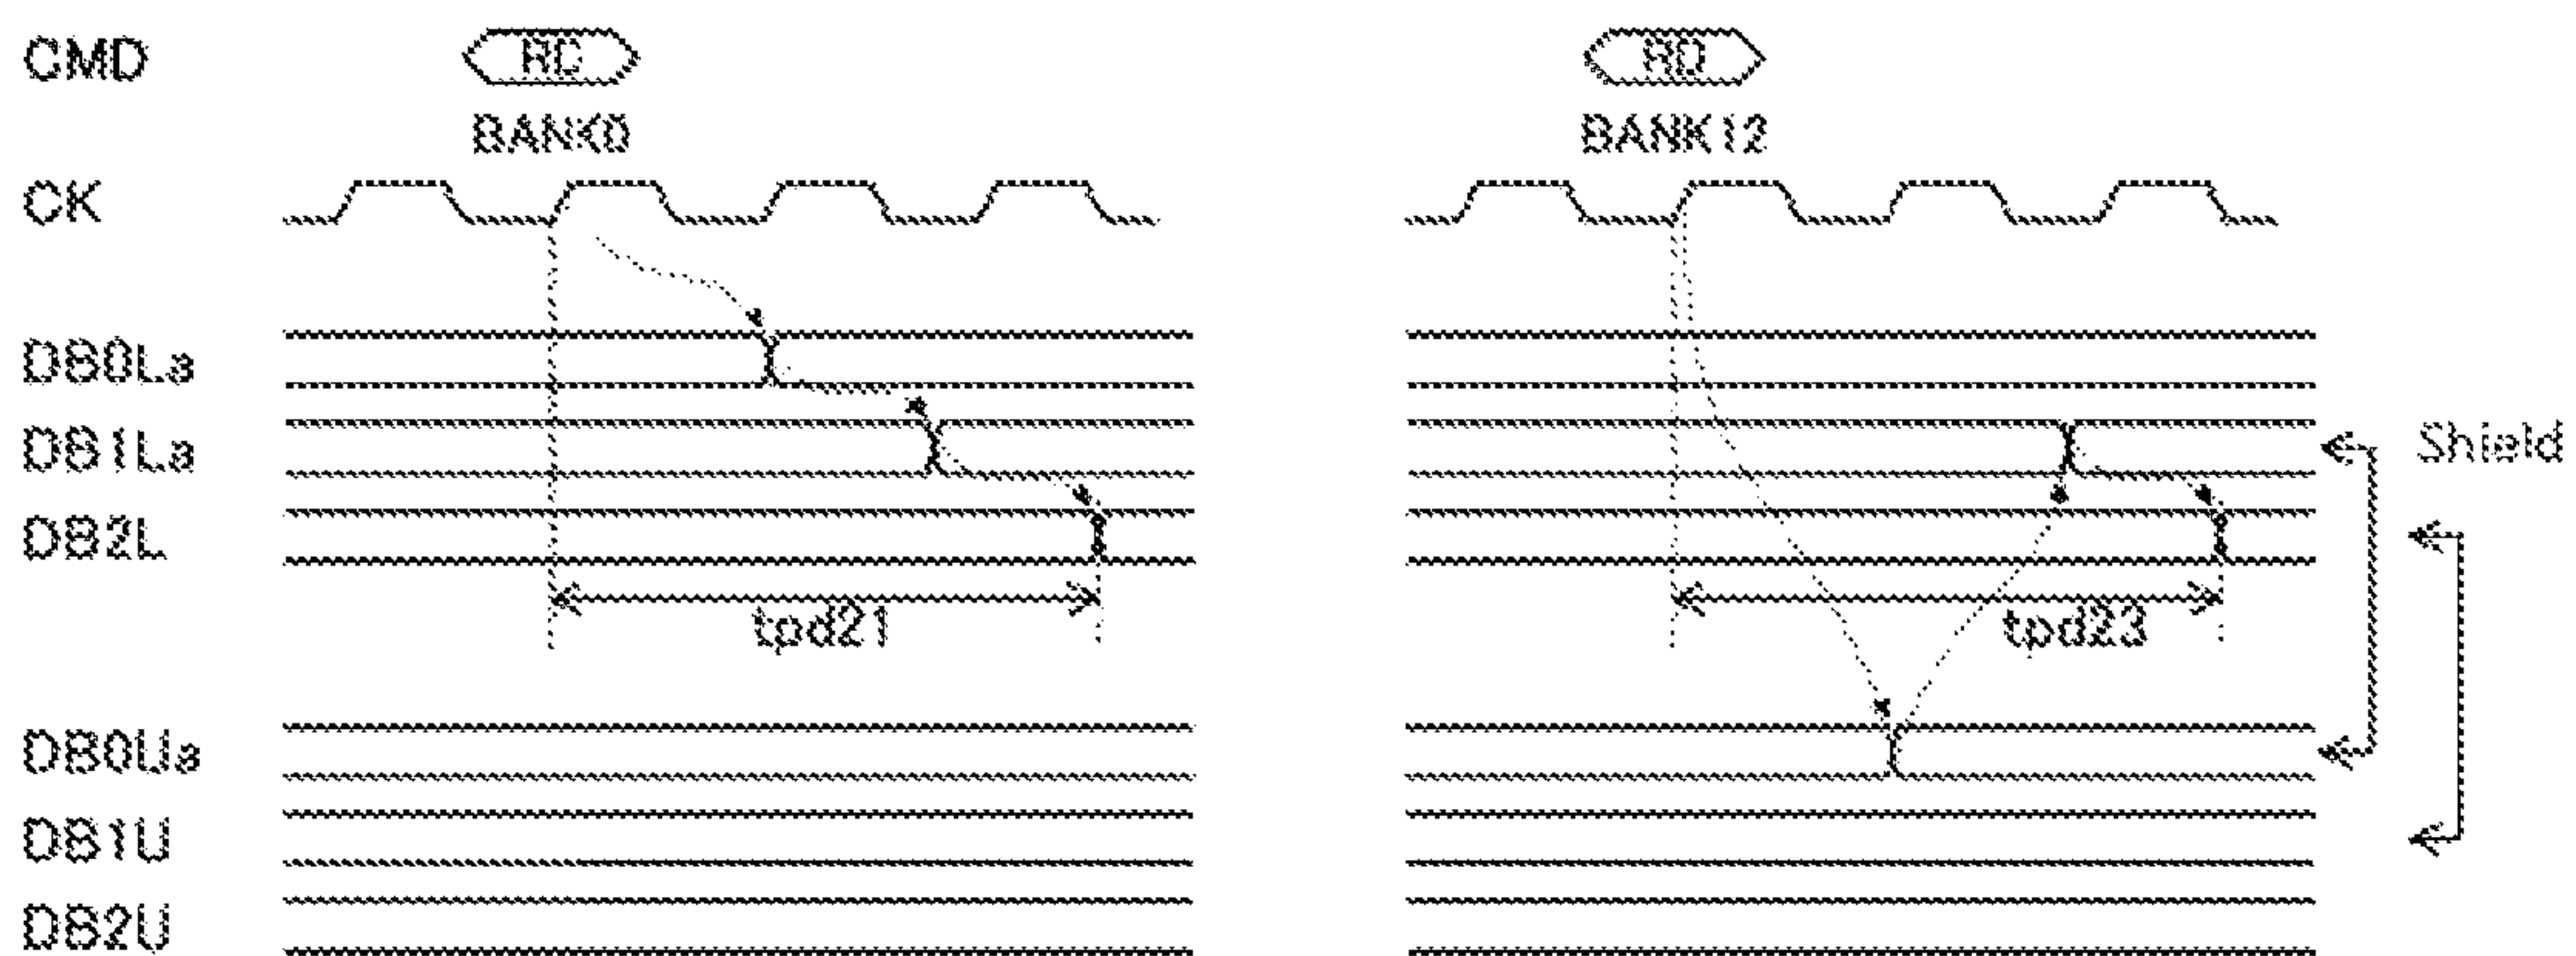 CMD RD RD
BANK0 BANK12
CK
DB0La
DB1La Shield
DB2L
tpd21 tpd23
DB0Ua
DB1U
DB2U